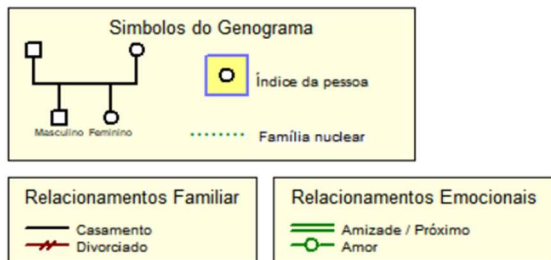 Simbolos do Genograma
Índice da pessoa
Masculino Feminino
Família nuclear
Relacionamentos Familiar
Casamento
Divorciado
Relacionamentos Emocionais
Amizade / Próximo
Amor